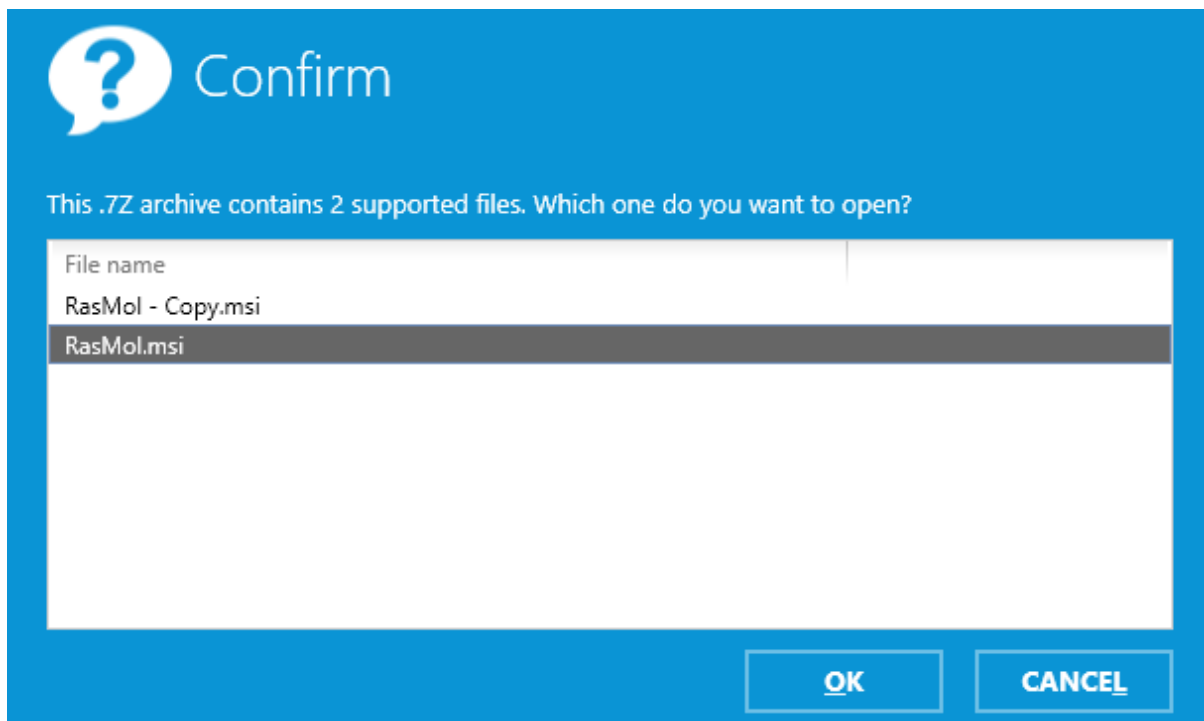 ?
Confirm
This .7Z archive contains 2 supported files. Which one do you want to open?
File name
RasMol - Copy.msi
RasMol.msi
OK
CANCEL